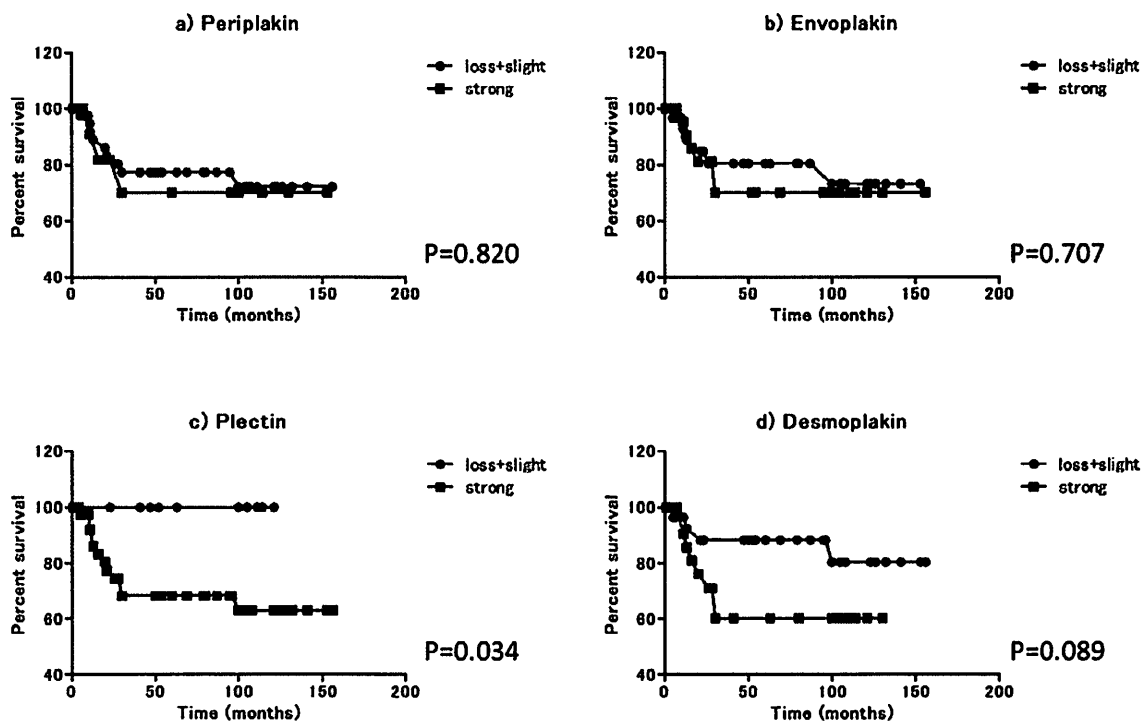 a) Periplakin
120
100
80
60
40
Percent survival
0 50 100 150 200
Time (months)
loss+slight
strong
P=0.820
b) Envoplakin
120
100
80
60
40
Percent survival
0 50 100 150 200
Time (months)
loss+slight
strong
P=0.707
c) Plectin
120
100
80
60
40
Percent survival
0 50 100 150 200
Time (months)
loss+slight
strong
P=0.034
d) Desmoplakin
120
100
80
60
40
Percent survival
0 50 100 150 200
Time (months)
loss+slight
strong
P=0.089